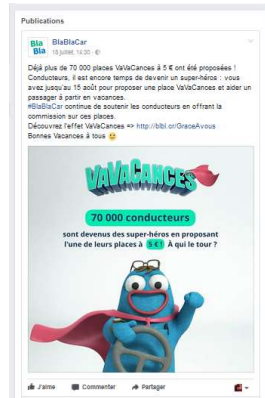 Publications
Bla
Bla
BlaBlaCar
15 juillet, 14:30
Déjà plus de 70 000 places VaVaCances à 5 € ont été proposées !
Conducteurs, il est encore temps de devenir un super-héros : vous
avez jusqu'au 15 août pour proposer une place VaVaCances et aider un
passager à partir en vacances.
#BlaBlaCar continue de soutenir les conducteurs en offrant la
commission sur ces places.
Découvrez l'effet VaVaCances => http://blbl.cr/GraceAvous
Bonnes Vacances à tous
VAVACANCES
70 000 conducteurs
sont devenus des super-héros en proposant
l'une de leurs places à 5 € ! À qui le tour ?
J'aime Commenter Partager